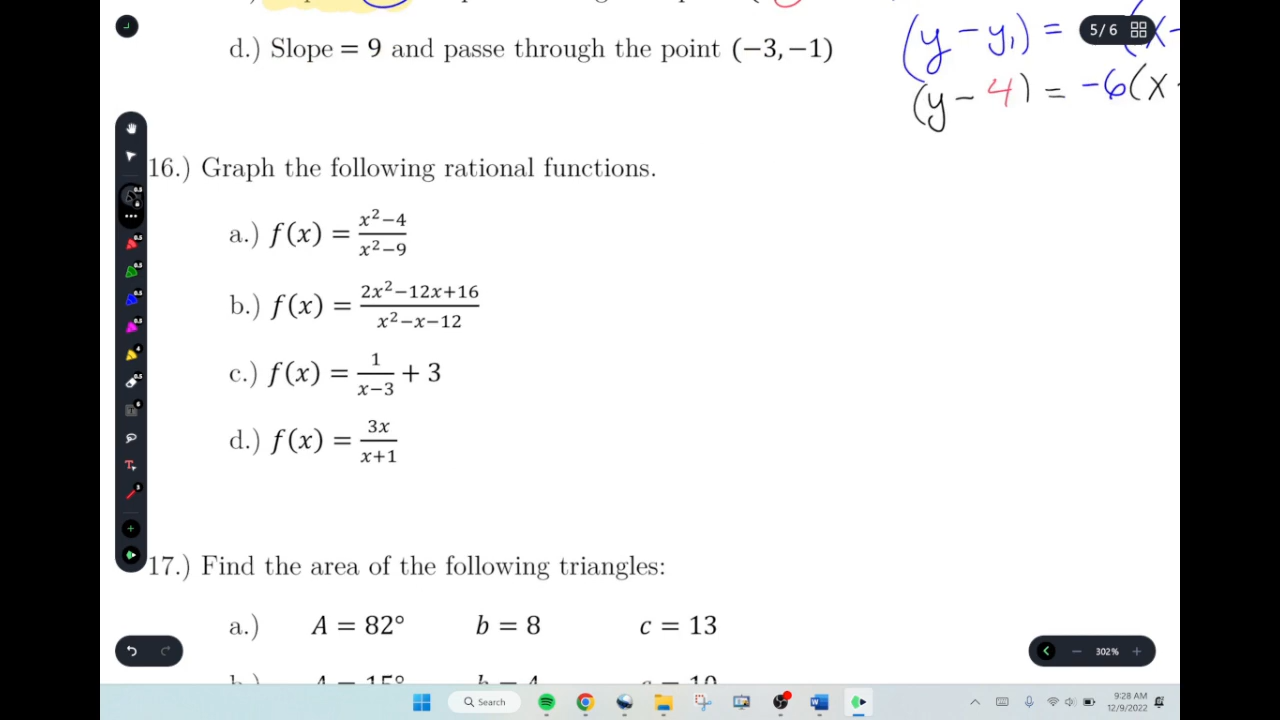 d.) Slope = 9 and passe through the point (−3, −1)
(y − y₁) = (x −
(y − 4) = −6(x
5/6
16.) Graph the following rational functions.
a.) f(x) = (x² − 4)/(x² − 9)
b.) f(x) = (2x² − 12x + 16)/(x² − x − 12)
c.) f(x) = 1/(x − 3) + 3
d.) f(x) = 3x/(x + 1)
17.) Find the area of the following triangles:
a.) A = 82° b = 8 c = 13
302%
Search
9:28 AM
12/9/2022